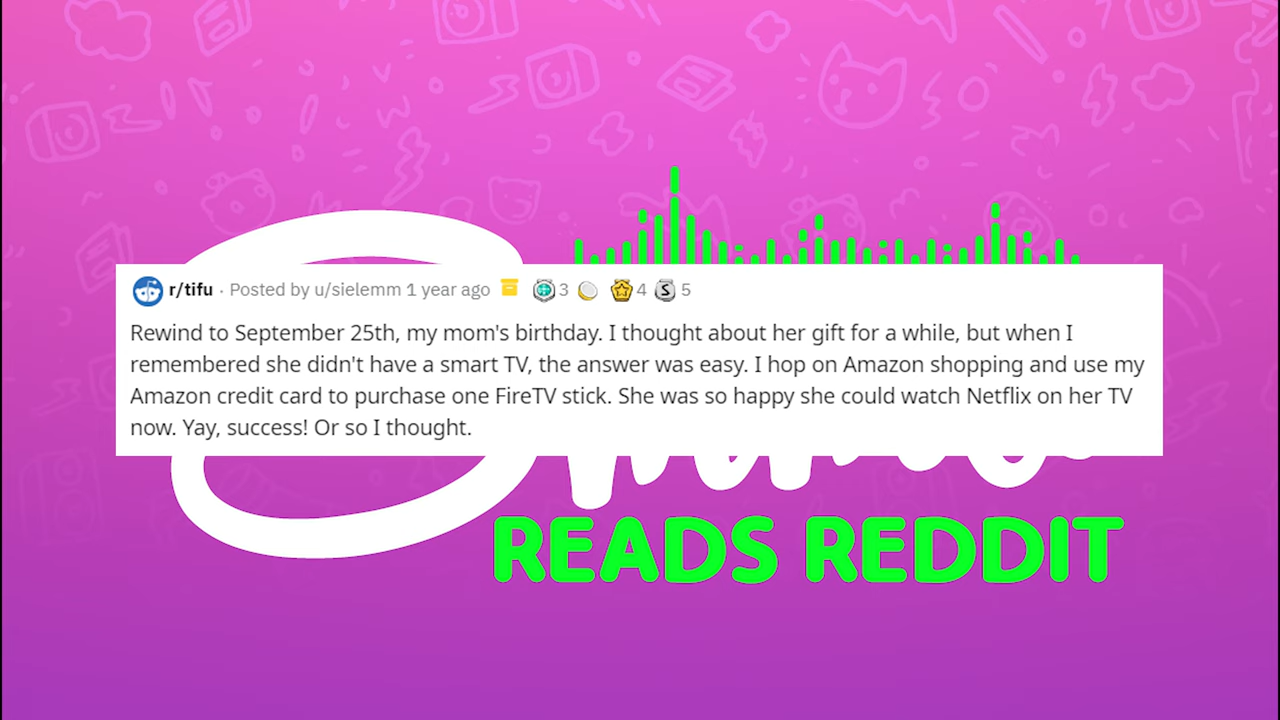 r/tifu · Posted by u/sielemm 1 year ago 3 4 5
Rewind to September 25th, my mom's birthday. I thought about her gift for a while, but when I
remembered she didn't have a smart TV, the answer was easy. I hop on Amazon shopping and use my
Amazon credit card to purchase one FireTV stick. She was so happy she could watch Netflix on her TV
now. Yay, success! Or so I thought.
READS REDDIT